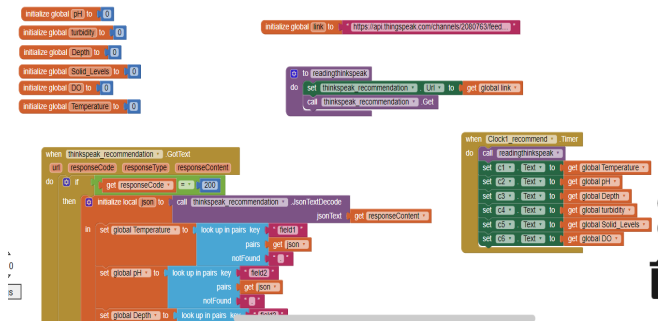 initialize global pH to 0
initialize global turbidity to 0
initialize global Depth to 0
initialize global Solid_Levels to 0
initialize global DO to 0
initialize global Temperature to 0
initialize global link to " https://api.thingspeak.com/channels/2080763/feed... "
to readingthinkspeak
do set thinkspeak_recommendation . Url to get global link
call thinkspeak_recommendation .Get
when Clock1_recommend .Timer
do call readingthinkspeak
set c1 . Text to get global Temperature
set c2 . Text to get global pH
set c3 . Text to get global Depth
set c4 . Text to get global turbidity
set c5 . Text to get global Solid_Levels
set c6 . Text to get global DO
when thinkspeak_recommendation .GotText
url responseCode responseType responseContent
do if get responseCode = 200
then initialize local json to call thinkspeak_recommendation .JsonTextDecode
jsonText get responseContent
in set global Temperature to look up in pairs key " field1 "
pairs get json
notFound " "
set global pH to look up in pairs key " field2 "
pairs get json
notFound " "
set global Depth to look up in pairs key
0